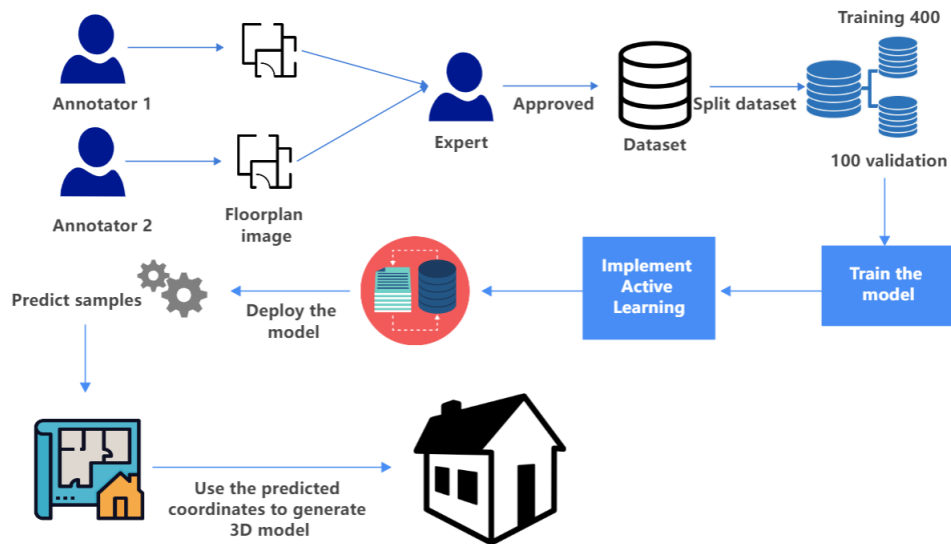 Training 400
Annotator 1
Approved
Split dataset
Expert
Dataset
100 validation
Annotator 2
Floorplan
image
Implement
Active
Learning
Train the
model
Predict samples
Deploy the
model
Use the predicted
coordinates to generate
3D model